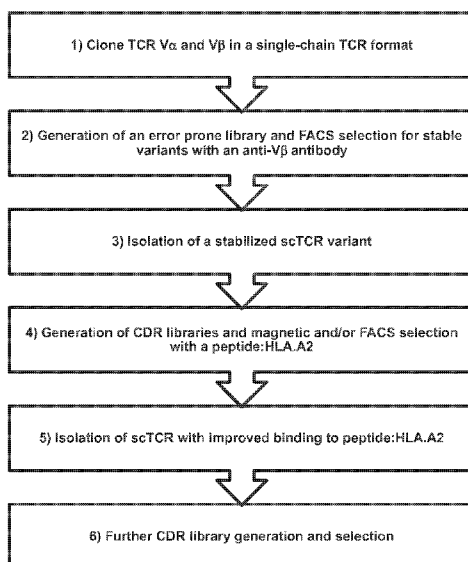 1) Clone TCR Vα and Vβ in a single-chain TCR format
2) Generation of an error prone library and FACS selection for stable
variants with an anti-Vβ antibody
3) Isolation of a stabilized scTCR variant
4) Generation of CDR libraries and magnetic and/or FACS selection
with a peptide:HLA.A2
5) Isolation of scTCR with improved binding to peptide:HLA.A2
6) Further CDR library generation and selection